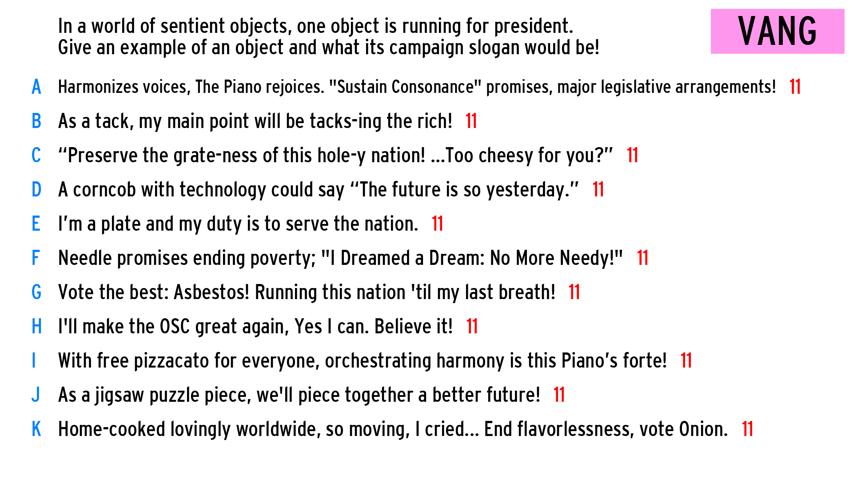 In a world of sentient objects, one object is running for president.
Give an example of an object and what its campaign slogan would be!
VANG
A Harmonizes voices, The Piano rejoices. "Sustain Consonance" promises, major legislative arrangements! 11
B As a tack, my main point will be tacks-ing the rich! 11
C “Preserve the grate-ness of this hole-y nation! ...Too cheesy for you?” 11
D A corncob with technology could say “The future is so yesterday.” 11
E I’m a plate and my duty is to serve the nation. 11
F Needle promises ending poverty; "I Dreamed a Dream: No More Needy!" 11
G Vote the best: Asbestos! Running this nation 'til my last breath! 11
H I'll make the OSC great again, Yes I can. Believe it! 11
I With free pizzacato for everyone, orchestrating harmony is this Piano’s forte! 11
J As a jigsaw puzzle piece, we'll piece together a better future! 11
K Home-cooked lovingly worldwide, so moving, I cried... End flavorlessness, vote Onion. 11